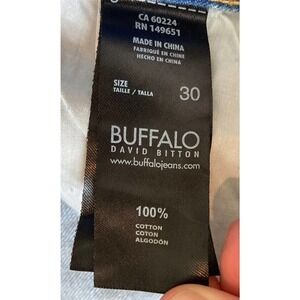 CA 60224
RN 149651
MADE IN CHINA
FABRIQUÉ EN CHINE
HECHO EN CHINA
SIZE
TAILLE / TALLA
30
BUFFALO
DAVID BITTON
www.buffalojeans.com
100%
COTTON
COTON
ALGODÓN